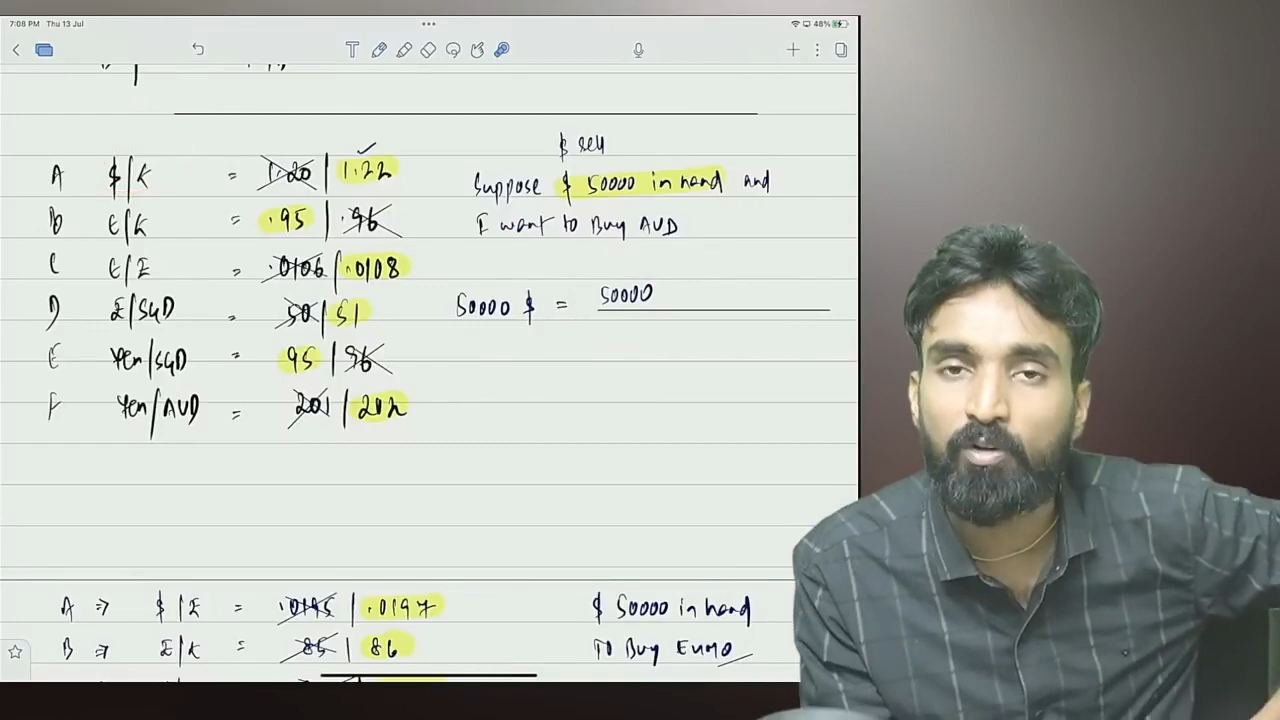 7:08 PM Thu 13 Jul
48%
A $/K = 1.20 | 1.22
$ sell
Suppose $ 50000 in hand and
B €/K = .95 | .96
I want to Buy AUD
C €/£ = .0106 | .0108
D £/SGD = 50 | 51
50000 $ = 50000
E Yen/SGD = 95 | 96
F Yen/AUD = 201 | 202
A ⇒ $/£ = .0195 | .0197
$ 50000 in hand
B ⇒ £/K = 85 | 86
To Buy EURO